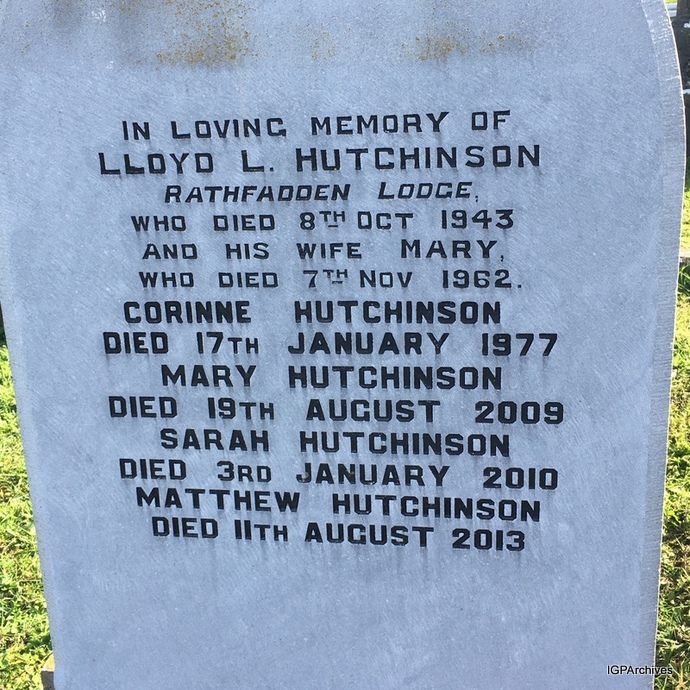 IN LOVING MEMORY OF
LLOYD L. HUTCHINSON
RATHFADDEN LODGE,
WHO DIED 8TH OCT 1943
AND HIS WIFE MARY,
WHO DIED 7TH NOV 1962.
CORINNE HUTCHINSON
DIED 17TH JANUARY 1977
MARY HUTCHINSON
DIED 19TH AUGUST 2009
SARAH HUTCHINSON
DIED 3RD JANUARY 2010
MATTHEW HUTCHINSON
DIED 11TH AUGUST 2013
IGPArchives